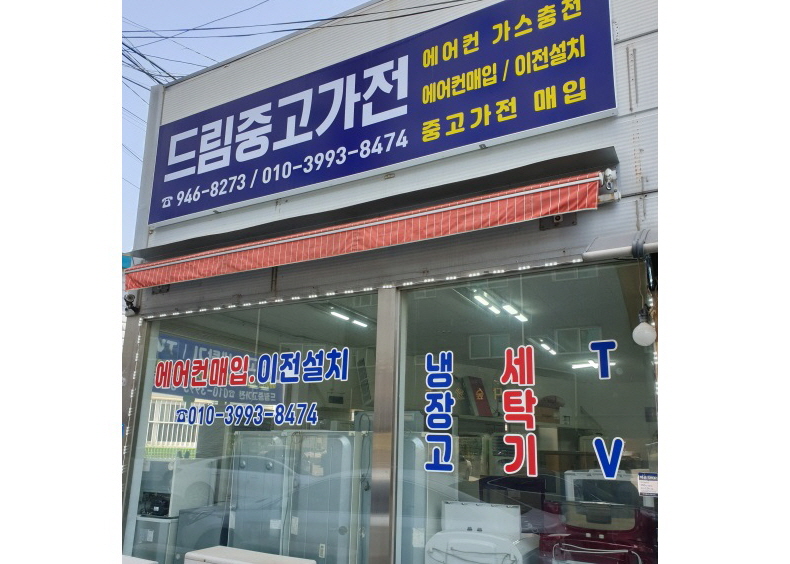 드림중고가전
☎ 946-8273 / 010-3993-8474
에어컨 가스충전
에어컨매입 / 이전설치
중고가전 매입
에어컨매입.이전설치
☎010-3993-8474
냉장고
세탁기
TV